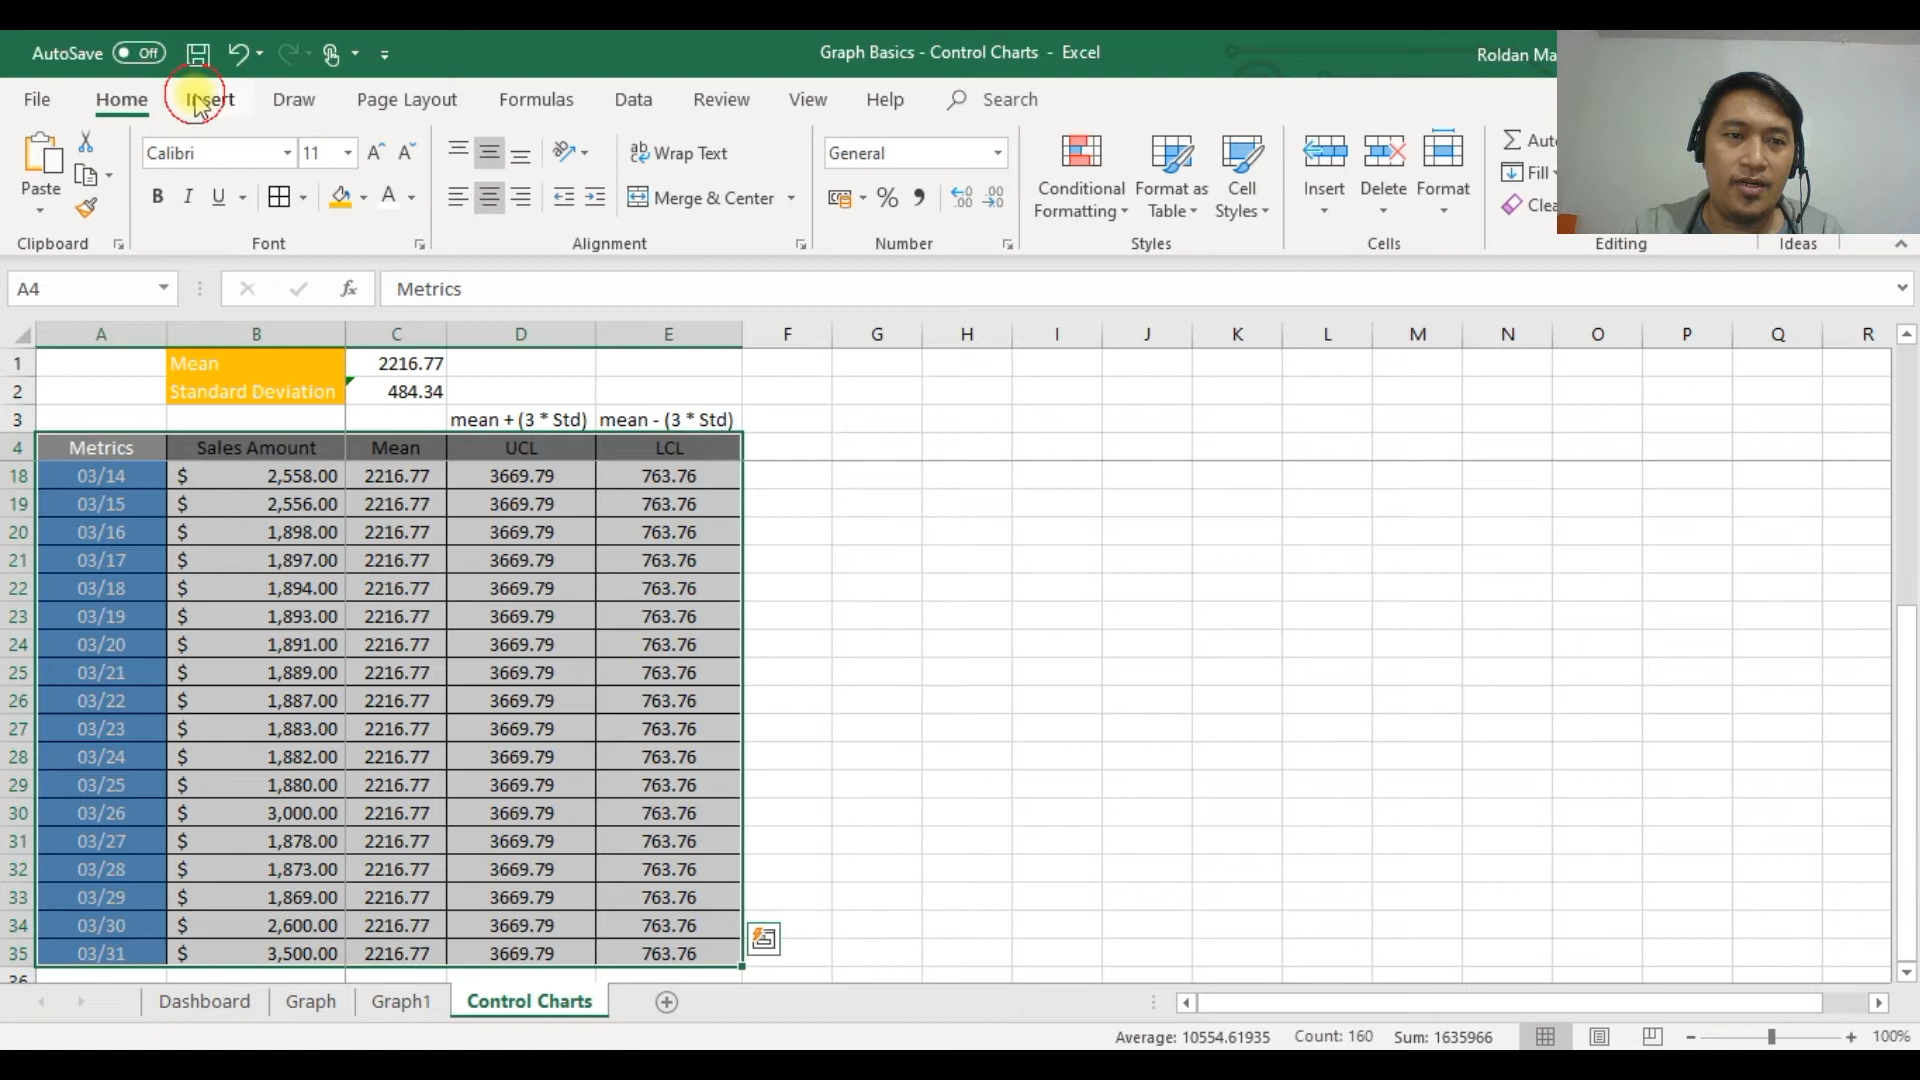 AutoSave Off Graph Basics - Control Charts - Excel Roldan Ma
File Home Insert Draw Page Layout Formulas Data Review View Help Search
Calibri 11 Wrap Text General Auto
Paste Conditional Formatting Format as Table Cell Styles Insert Delete Format Fill
B I U A Merge & Center % Clea
Clipboard Font Alignment Number Styles Cells Editing Ideas
A4 fx Metrics
A B C D E F G H I J K L M N O P Q R
1 Mean 2216.77
2 Standard Deviation 484.34
3 mean + (3 * Std) mean - (3 * Std)
4 Metrics Sales Amount Mean UCL LCL
18 03/14 $ 2,558.00 2216.77 3669.79 763.76
19 03/15 $ 2,556.00 2216.77 3669.79 763.76
20 03/16 $ 1,898.00 2216.77 3669.79 763.76
21 03/17 $ 1,897.00 2216.77 3669.79 763.76
22 03/18 $ 1,894.00 2216.77 3669.79 763.76
23 03/19 $ 1,893.00 2216.77 3669.79 763.76
24 03/20 $ 1,891.00 2216.77 3669.79 763.76
25 03/21 $ 1,889.00 2216.77 3669.79 763.76
26 03/22 $ 1,887.00 2216.77 3669.79 763.76
27 03/23 $ 1,883.00 2216.77 3669.79 763.76
28 03/24 $ 1,882.00 2216.77 3669.79 763.76
29 03/25 $ 1,880.00 2216.77 3669.79 763.76
30 03/26 $ 3,000.00 2216.77 3669.79 763.76
31 03/27 $ 1,878.00 2216.77 3669.79 763.76
32 03/28 $ 1,873.00 2216.77 3669.79 763.76
33 03/29 $ 1,869.00 2216.77 3669.79 763.76
34 03/30 $ 2,600.00 2216.77 3669.79 763.76
35 03/31 $ 3,500.00 2216.77 3669.79 763.76
Dashboard Graph Graph1 Control Charts
Average: 10554.61935 Count: 160 Sum: 1635966 100%